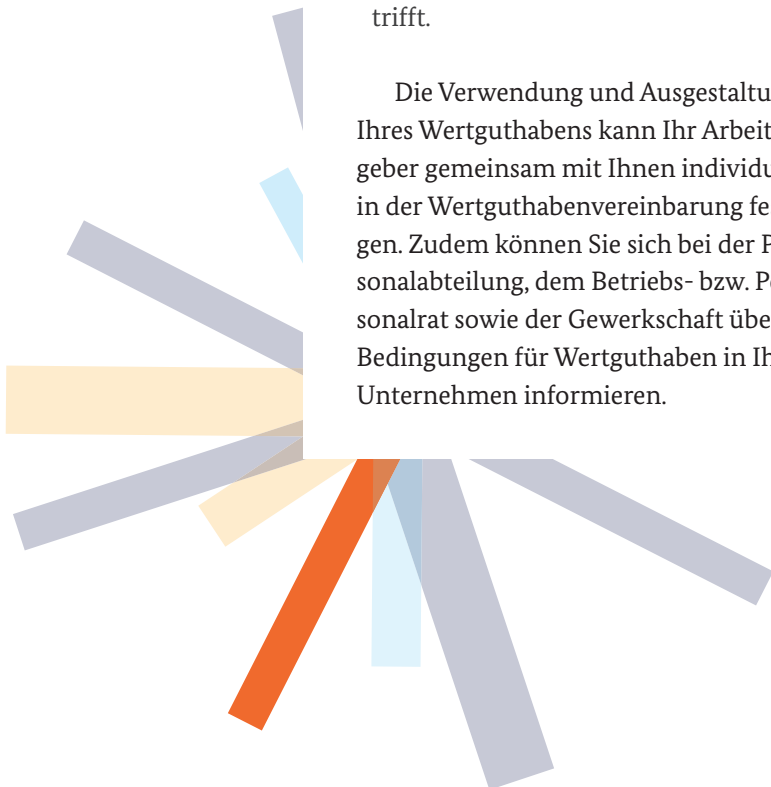 trifft.
Die Verwendung und Ausgestaltu
Ihres Wertguthabens kann Ihr Arbeit
geber gemeinsam mit Ihnen individu
in der Wertguthabenvereinbarung fe
gen. Zudem können Sie sich bei der P
sonalabteilung, dem Betriebs- bzw. Pe
sonalrat sowie der Gewerkschaft übe
Bedingungen für Wertguthaben in Ih
Unternehmen informieren.